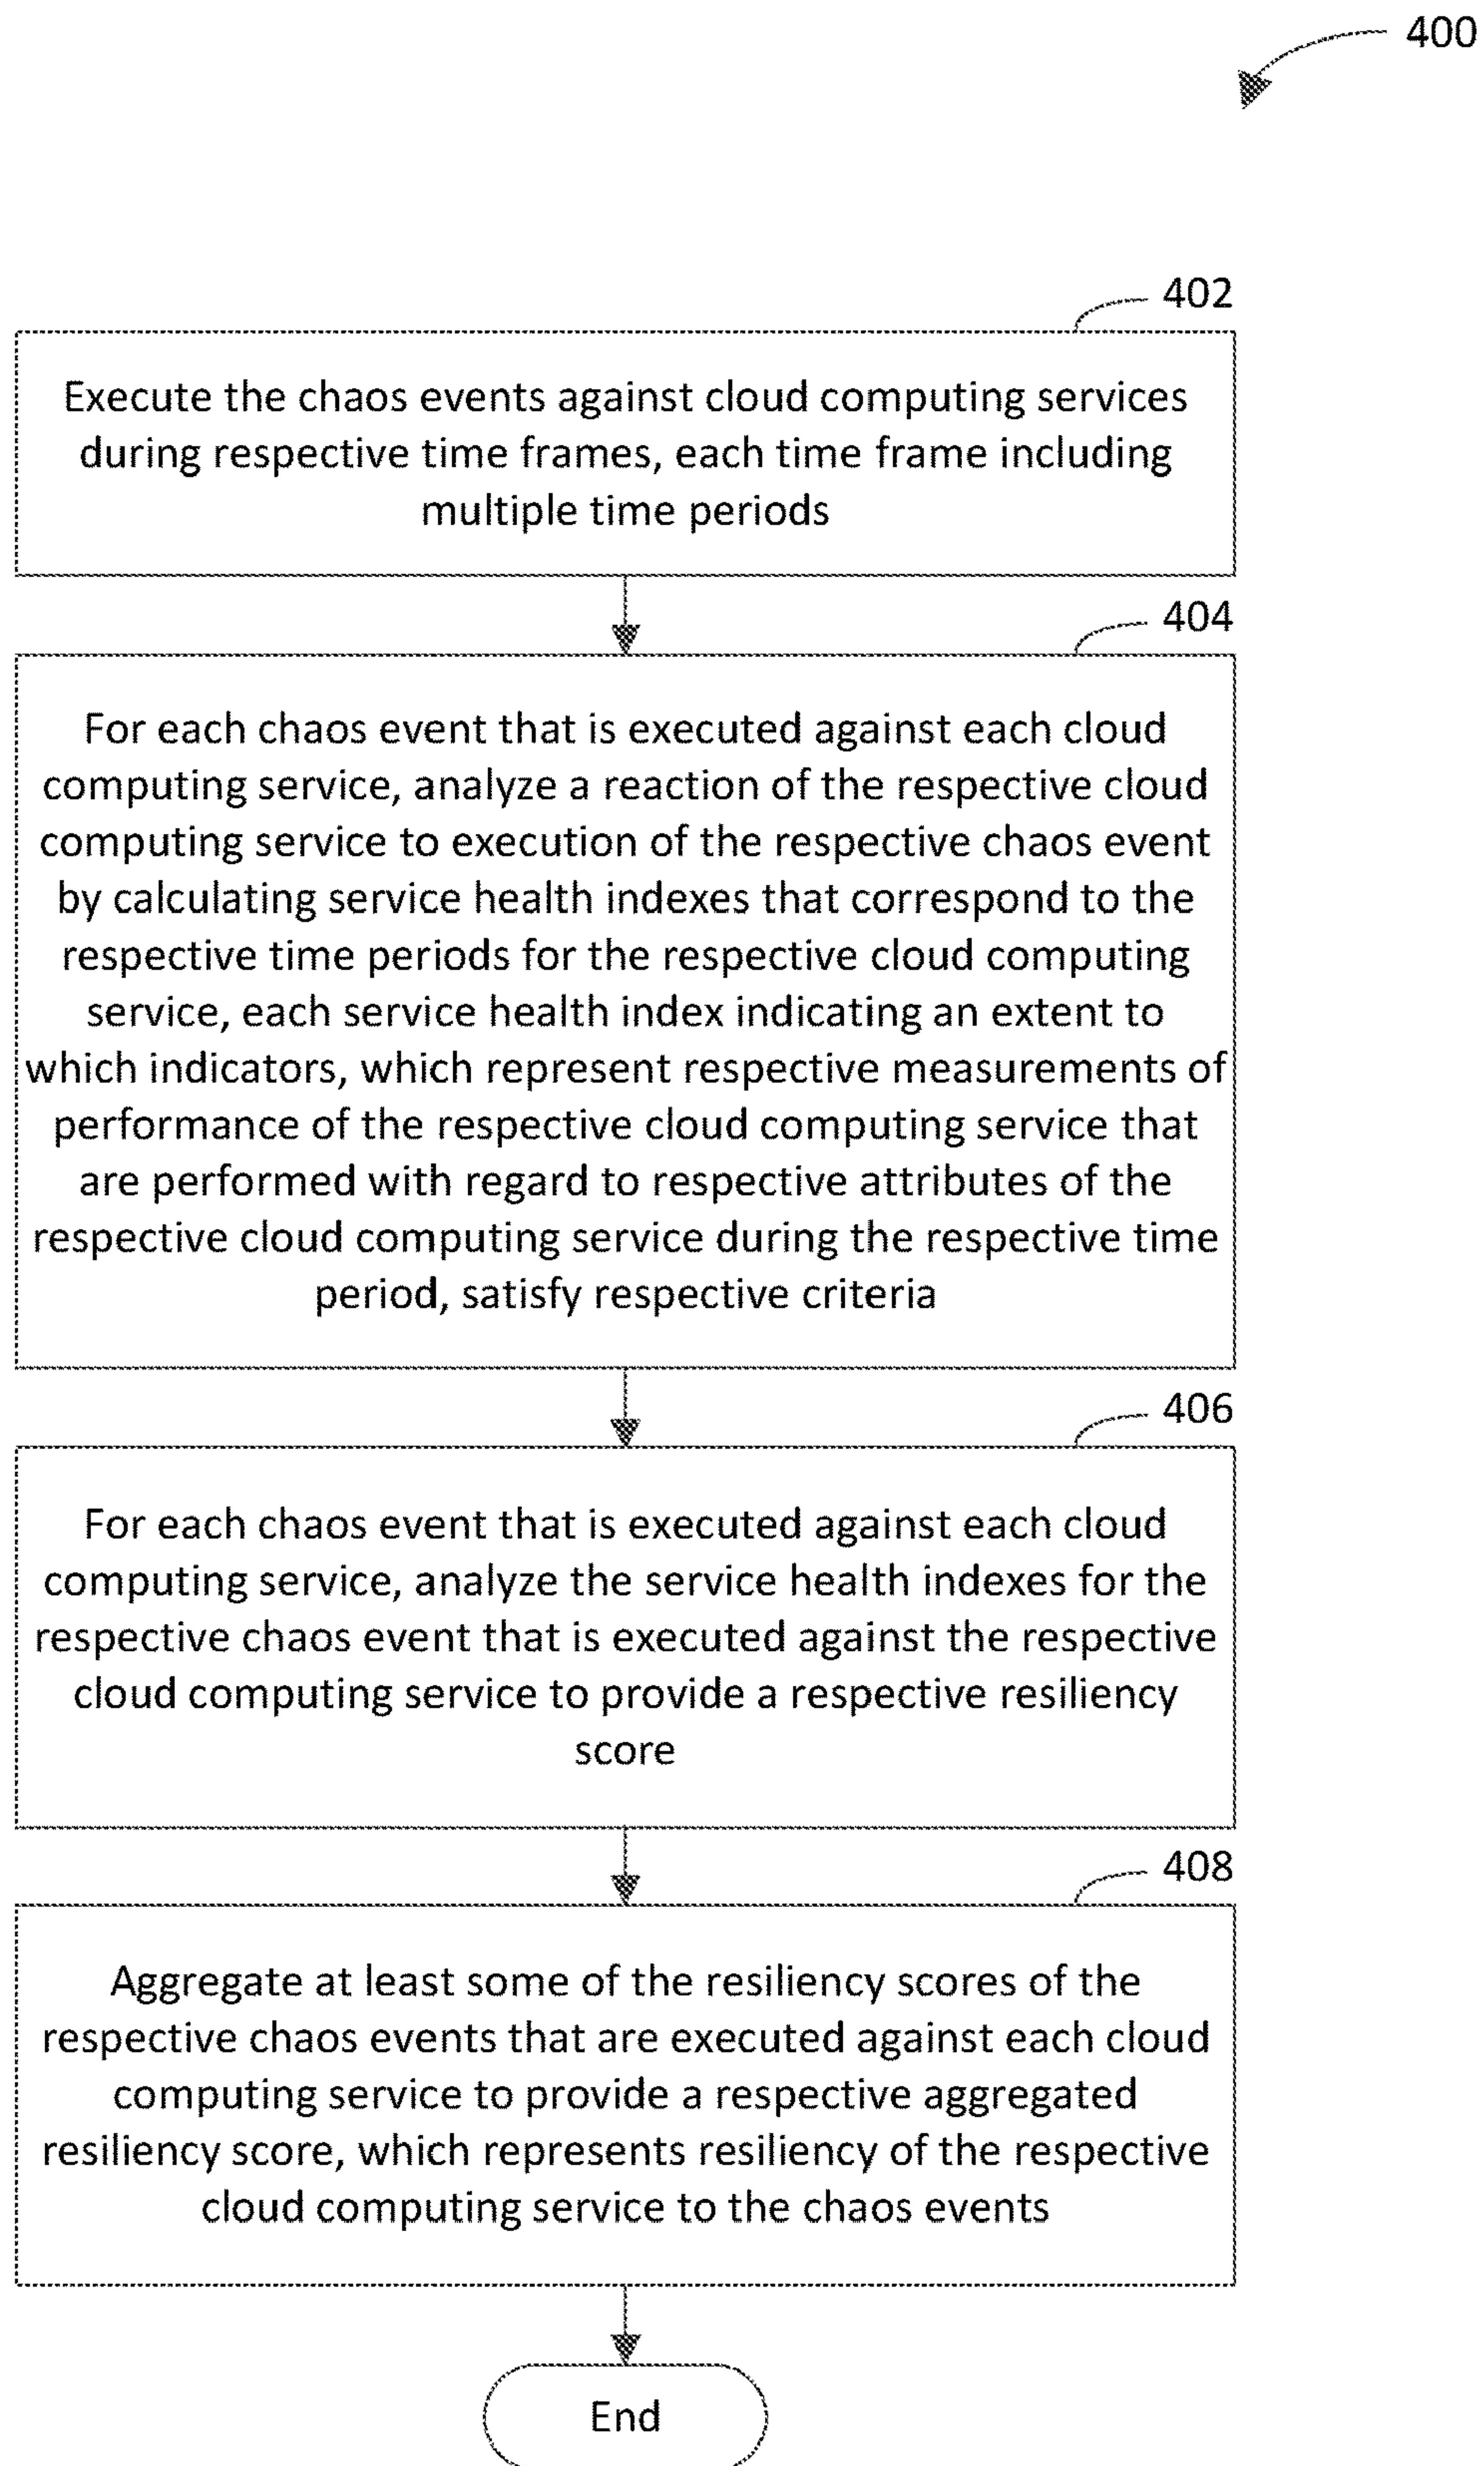 400
402
Execute the chaos events against cloud computing services
during respective time frames, each time frame including
multiple time periods
404
For each chaos event that is executed against each cloud
computing service, analyze a reaction of the respective cloud
computing service to execution of the respective chaos event
by calculating service health indexes that correspond to the
respective time periods for the respective cloud computing
service, each service health index indicating an extent to
which indicators, which represent respective measurements of
performance of the respective cloud computing service that
are performed with regard to respective attributes of the
respective cloud computing service during the respective time
period, satisfy respective criteria
406
For each chaos event that is executed against each cloud
computing service, analyze the service health indexes for the
respective chaos event that is executed against the respective
cloud computing service to provide a respective resiliency
score
408
Aggregate at least some of the resiliency scores of the
respective chaos events that are executed against each cloud
computing service to provide a respective aggregated
resiliency score, which represents resiliency of the respective
cloud computing service to the chaos events
End